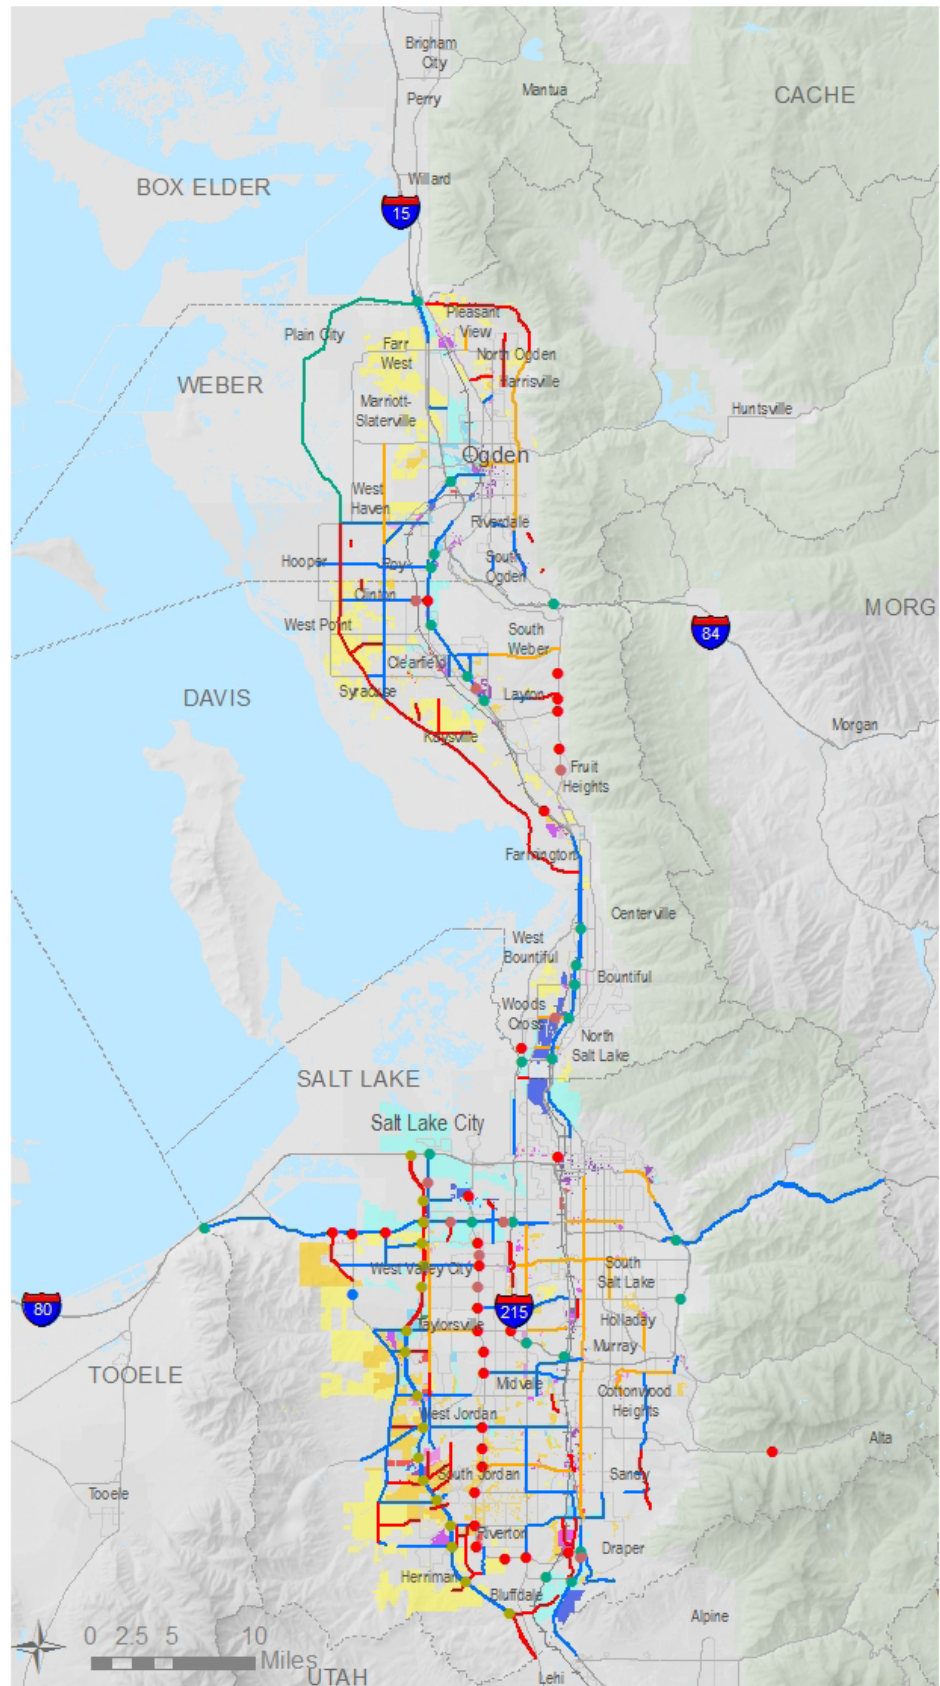 Brigham
City
Perry
Mantua
CACHE
Willard
BOX ELDER
15
Pleasant
View
Plain City
Farr
West
North Ogden
Harrisville
WEBER
Marriott-
Slaterville
Huntsville
Ogden
West
Haven
Riverdale
Hooper
Roy
South
Ogden
Clinton
MORG
West Point
South
Weber
84
Clearfield
Syracuse
Layton
DAVIS
Morgan
Kaysville
Fruit
Heights
Farmington
Centerville
West
Bountiful
Bountiful
Woods
Cross
North
Salt Lake
SALT LAKE
Salt Lake City
West Valley City
South
Salt Lake
80
215
Taylorsville
Holladay
Murray
TOOELE
Midvale
Cottonwood
Heights
West Jordan
Alta
South Jordan
Sandy
Tooele
Riverton
Draper
Herriman
Bluffdale
Alpine
0 2.5 5 10
Miles
UTAH
Lehi